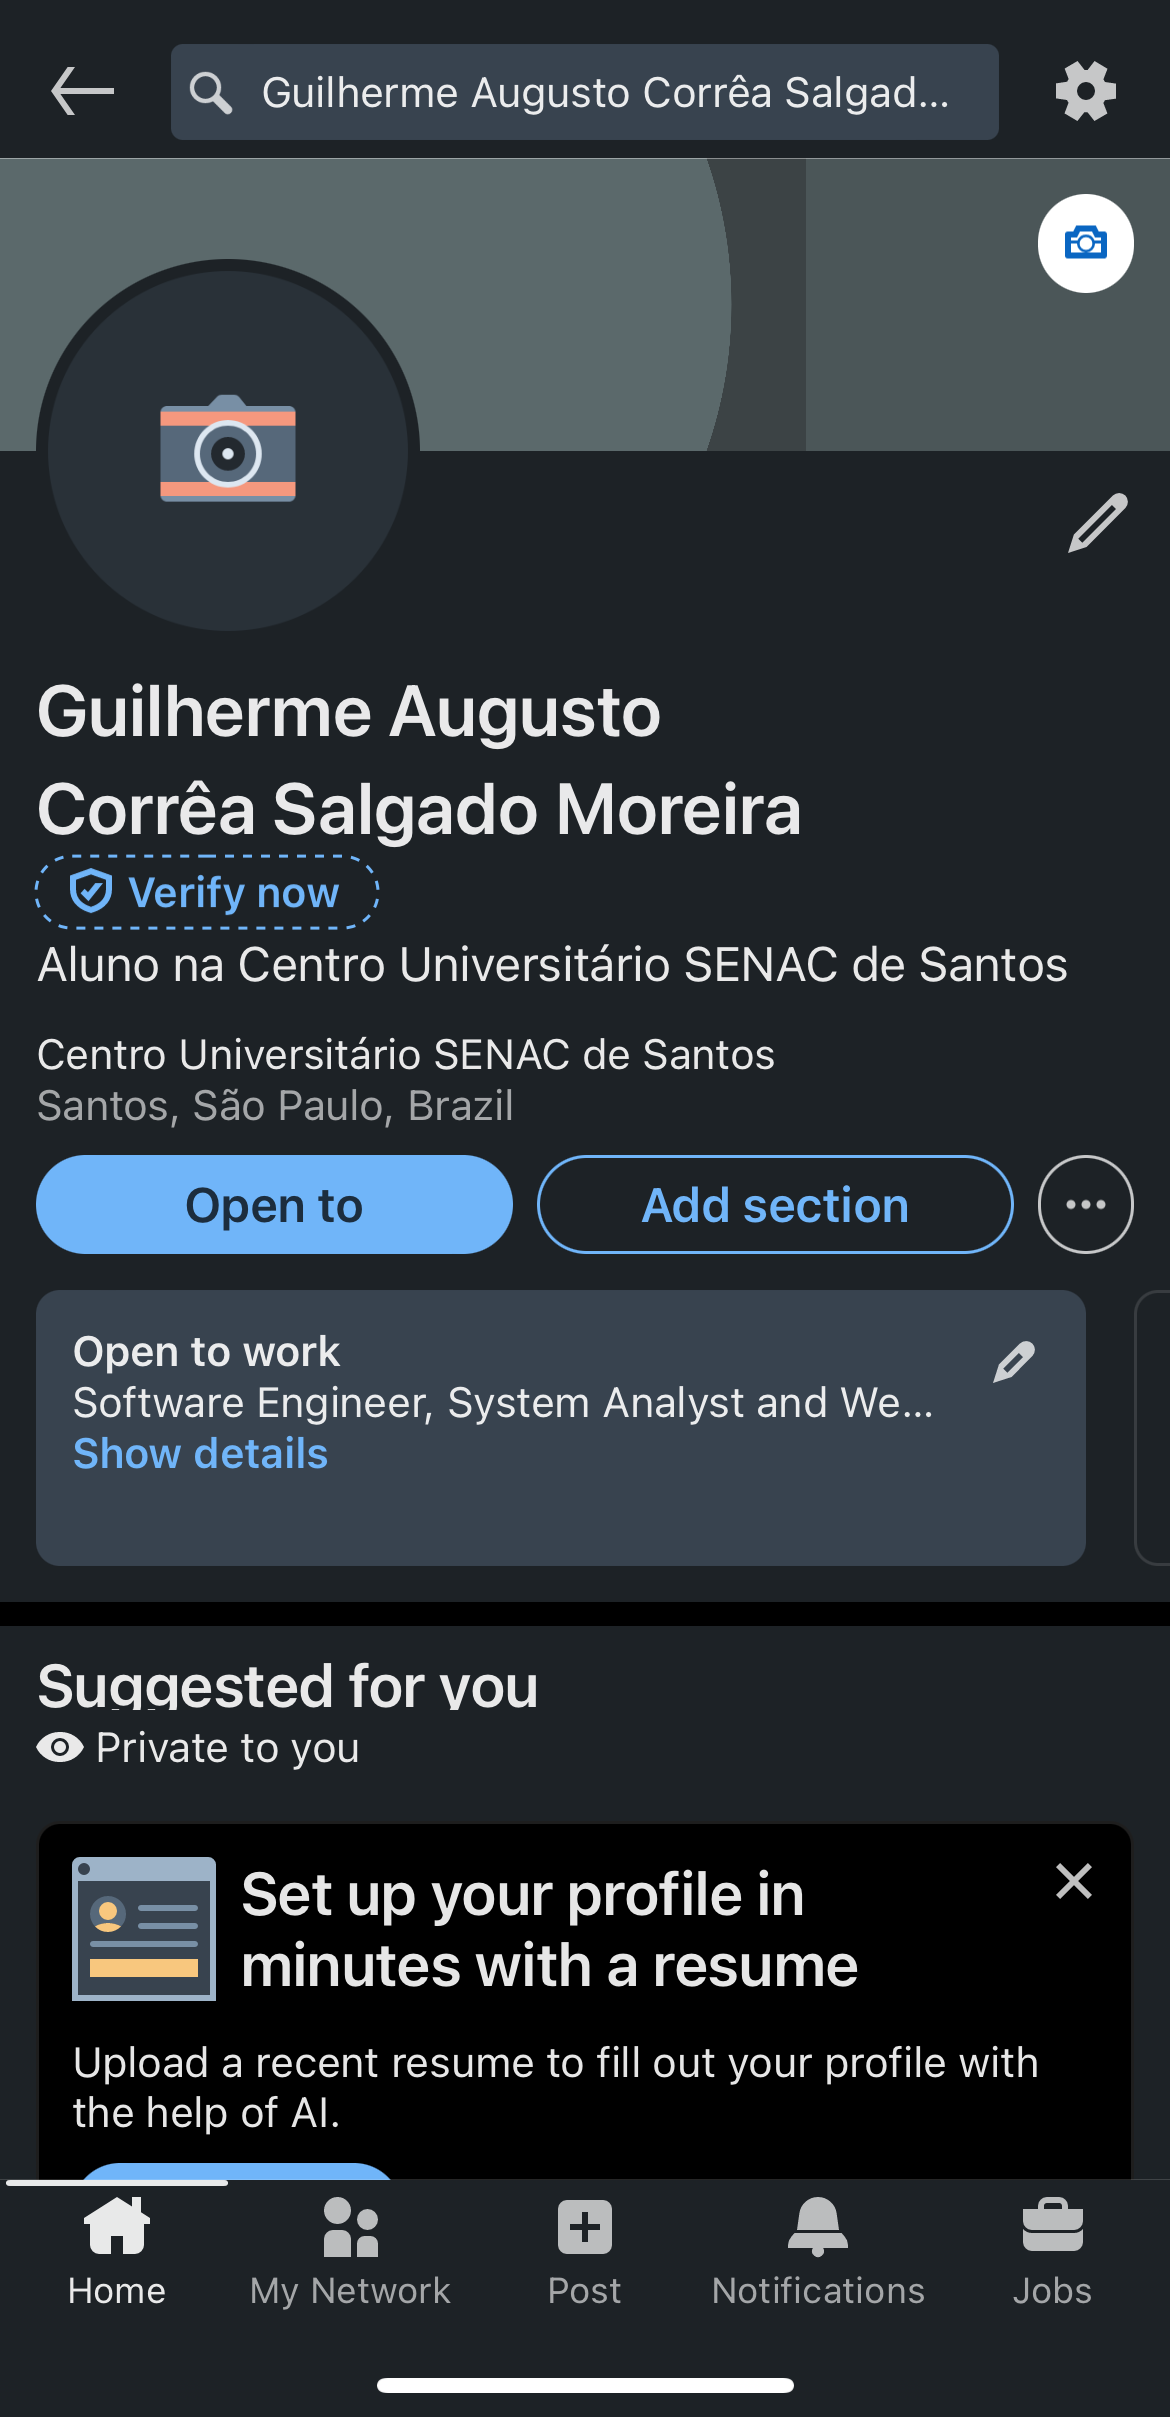 Guilherme Augusto Corrêa Salgad...
Guilherme Augusto
Corrêa Salgado Moreira
Verify now
Aluno na Centro Universitário SENAC de Santos
Centro Universitário SENAC de Santos
Santos, São Paulo, Brazil
Open to
Add section
Open to work
Software Engineer, System Analyst and We...
Show details
Suggested for you
Private to you
Set up your profile in
minutes with a resume
Upload a recent resume to fill out your profile with
the help of AI.
Home
My Network
Post
Notifications
Jobs